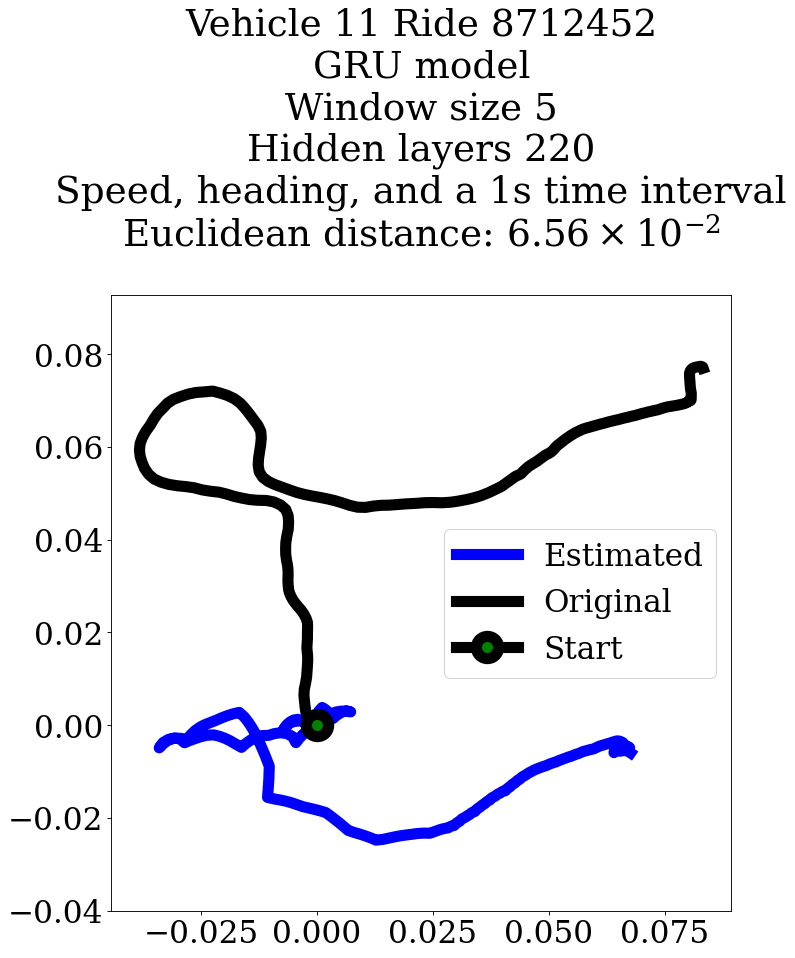 Vehicle 11 Ride 8712452
GRU model
Window size 5
Hidden layers 220
Speed, heading, and a 1s time interval
Euclidean distance: 6.56 × 10⁻²
0.08
0.06
0.04
0.02
0.00
−0.02
−0.04
Estimated
Original
Start
−0.025 0.000 0.025 0.050 0.075